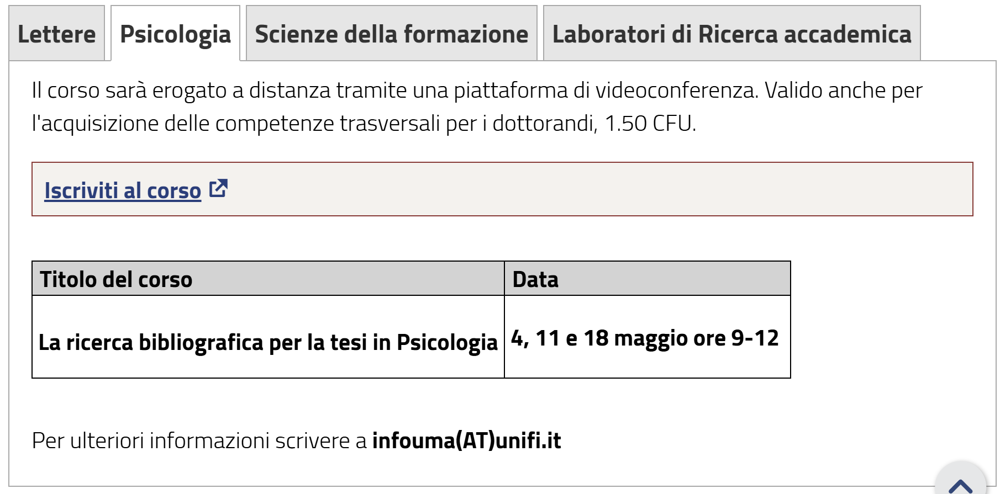 Lettere
Psicologia
Scienze della formazione
Laboratori di Ricerca accademica
Il corso sarà erogato a distanza tramite una piattaforma di videoconferenza. Valido anche per
l'acquisizione delle competenze trasversali per i dottorandi, 1.50 CFU.
Iscriviti al corso
Titolo del corso
Data
La ricerca bibliografica per la tesi in Psicologia
4, 11 e 18 maggio ore 9-12
Per ulteriori informazioni scrivere a infouma(AT)unifi.it